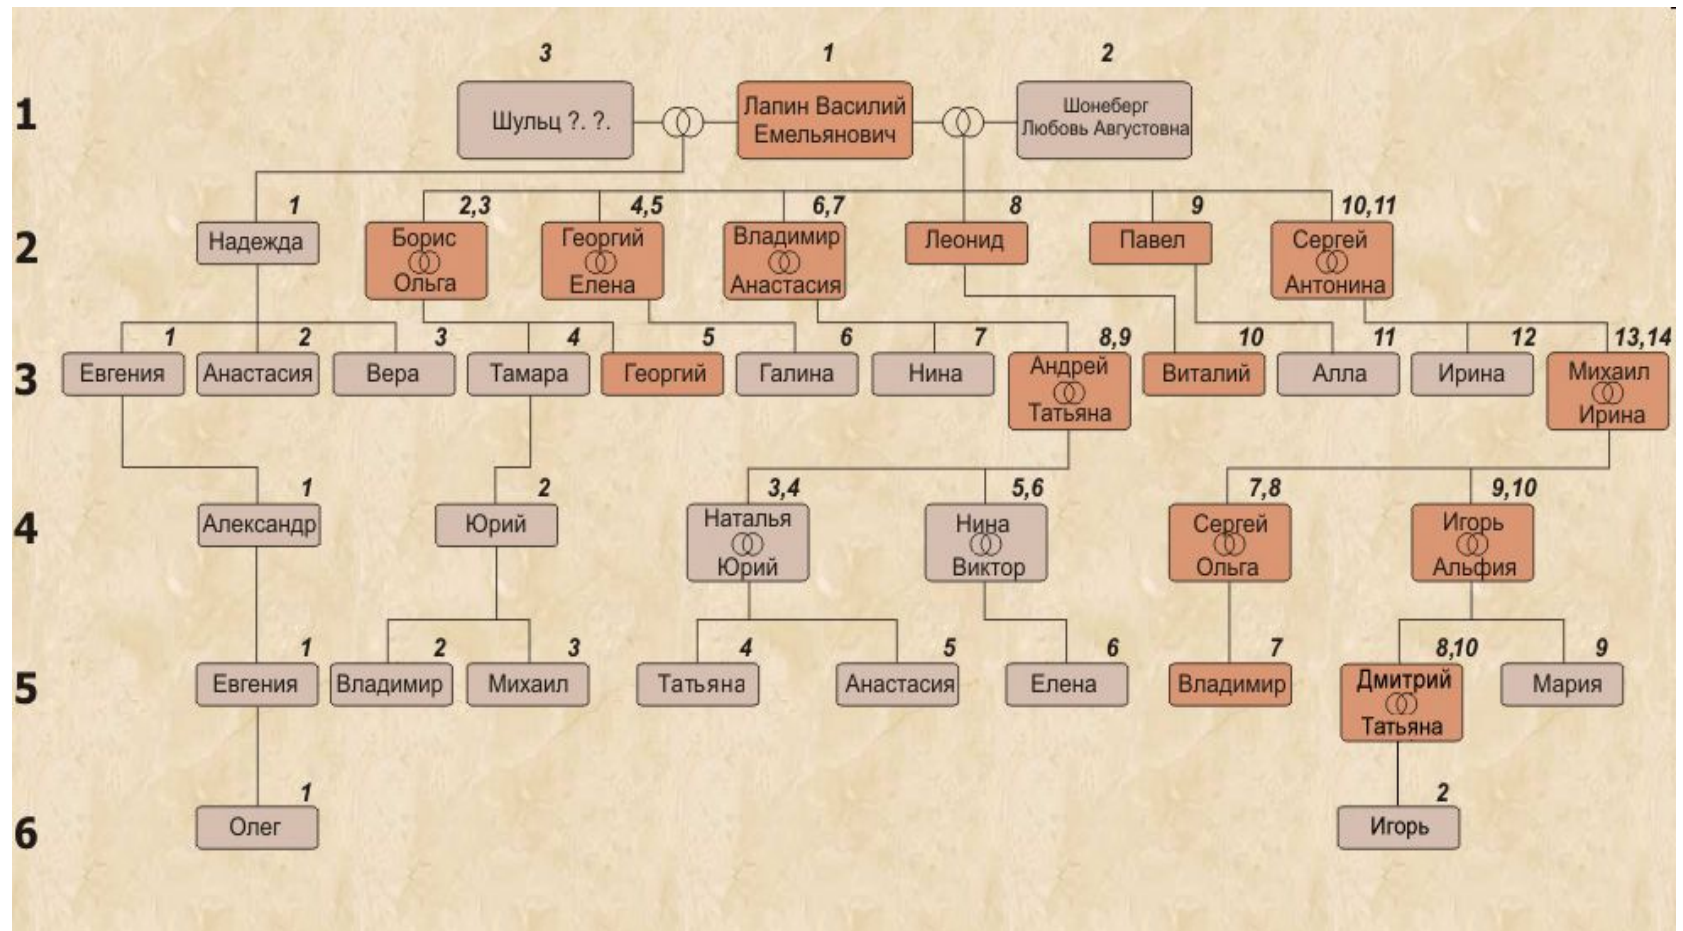 3
1
2
1
Шульц ?. ?.
Лапин Василий
Емельянович
Шонеберг
Любовь Августовна
1
2,3
4,5
6,7
8
9
10,11
2
Надежда
Борис
Ольга
Георгий
Елена
Владимир
Анастасия
Леонид
Павел
Сергей
Антонина
1
2
3
4
5
6
7
8,9
10
11
12
13,14
3
Евгения
Анастасия
Вера
Тамара
Георгий
Галина
Нина
Андрей
Татьяна
Виталий
Алла
Ирина
Михаил
Ирина
1
2
3,4
5,6
7,8
9,10
4
Александр
Юрий
Наталья
Юрий
Нина
Виктор
Сергей
Ольга
Игорь
Альфия
1
2
3
4
5
6
7
8,10
9
5
Евгения
Владимир
Михаил
Татьяна
Анастасия
Елена
Владимир
Дмитрий
Татьяна
Мария
1
2
6
Олег
Игорь